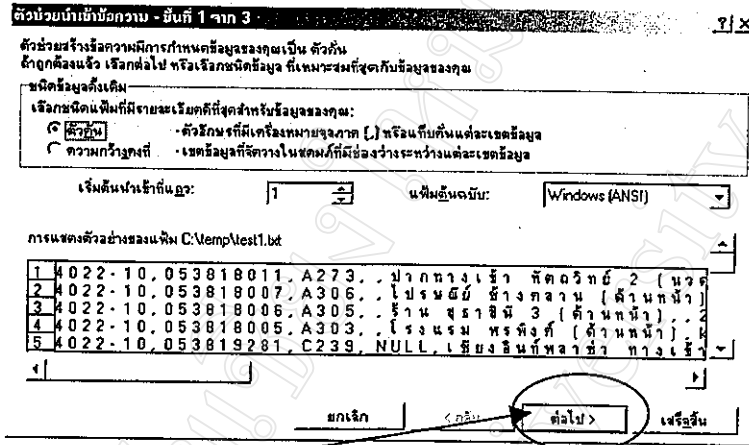 ตัวช่วยนำเข้าข้อความ - ขั้นที่ 1 จาก 3
ตัวช่วยสร้างข้อความมีการกำหนดข้อมูลของคุณเป็น ตัวคั่น
ถ้าถูกต้องแล้ว เลือกต่อไป หรือเลือกชนิดข้อมูล ที่เหมาะสมที่สุดกับข้อมูลของคุณ
ชนิดข้อมูลดั้งเดิม
เลือกชนิดแฟ้มที่มีรายละเอียดดีที่สุดสำหรับข้อมูลของคุณ:
ตัวคั่น - ตัวอักษรที่มีเครื่องหมายจุลภาค [,] หรือแท็บคั่นแต่ละเขตข้อมูล
ความกว้างคงที่ - เขตข้อมูลที่จัดวางในสดมภ์ที่มีช่องว่างระหว่างแต่ละเขตข้อมูล
เริ่มต้นนำเข้าที่แถว: 1 แฟ้มต้นฉบับ: Windows (ANSI)
การแสดงตัวอย่างของแฟ้ม C:\temp\test1.txt
1 4022-10,053818011,A273,,ปากทางเข้า หัตถวิทย์ 2 (นวด
2 4022-10,053818007,A306,,ไปรษณีย์ ช้างคลาน (ด้านหน้า)
3 4022-10,053818006,A305,,ร้าน สุธาสินี 3 (ด้านหน้า),,2
4 4022-10,053818005,A303,,โรงแรม พรพิงค์ (ด้านหน้า) k
5 4022-10,053819281,C239,NULL,เชียงอินทร์พลาซ่า ทางเข้า
ยกเลิก < กลับ ต่อไป > เสร็จสิ้น